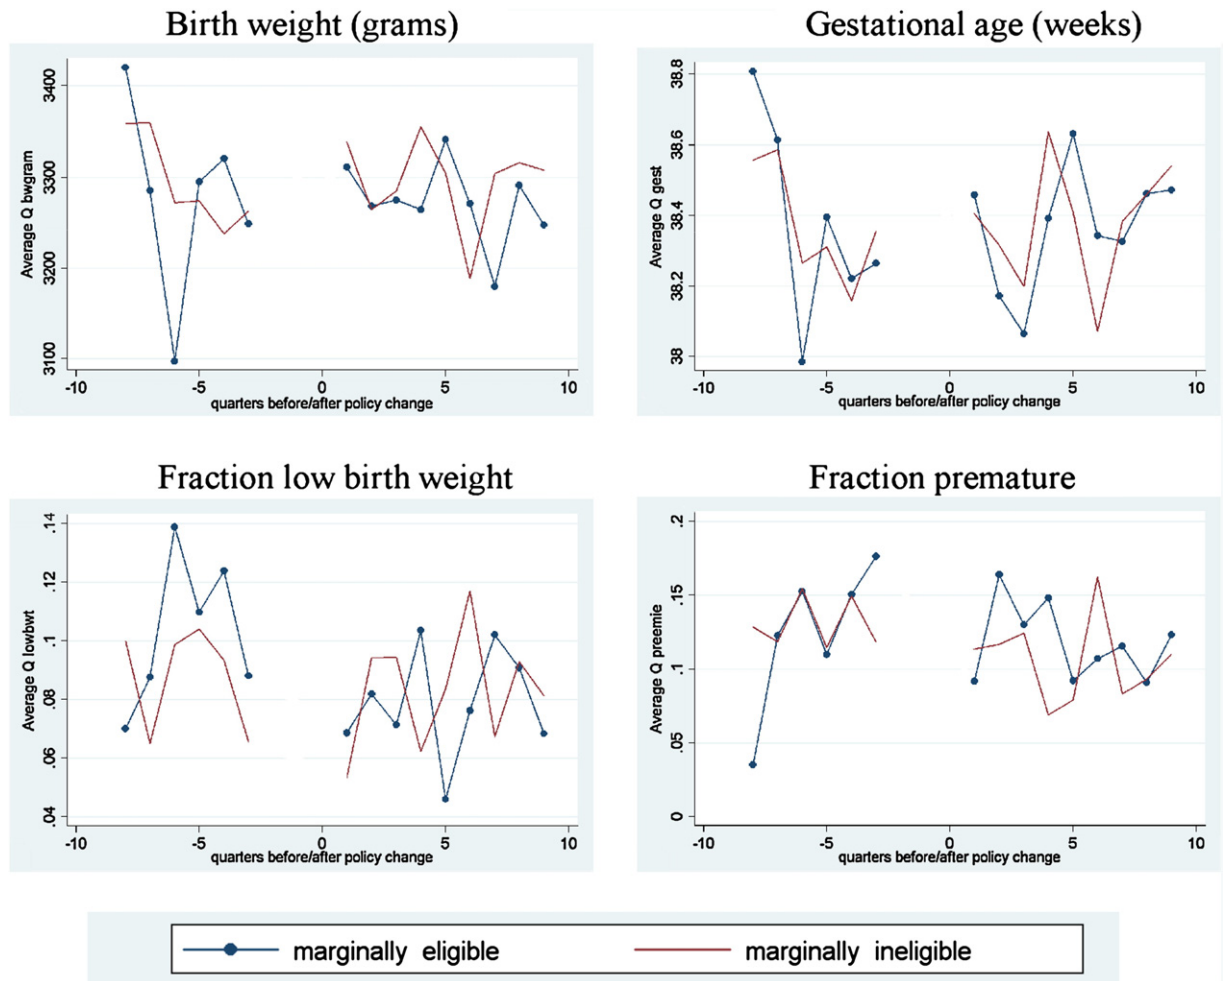 Birth weight (grams)
Gestational age (weeks)
Average Q bwgram
3400
3300
3200
3100
-10 -5 0 5 10
quarters before/after policy change
Average Q gest
38.8
38.6
38.4
38.2
38
-10 -5 0 5 10
quarters before/after policy change
Fraction low birth weight
Fraction premature
Average Q lowbwt
.14
.12
.1
.08
.06
.04
-10 -5 0 5 10
quarters before/after policy change
Average Q preemie
.2
.15
.1
.05
0
-10 -5 0 5 10
quarters before/after policy change
marginally eligible
marginally ineligible